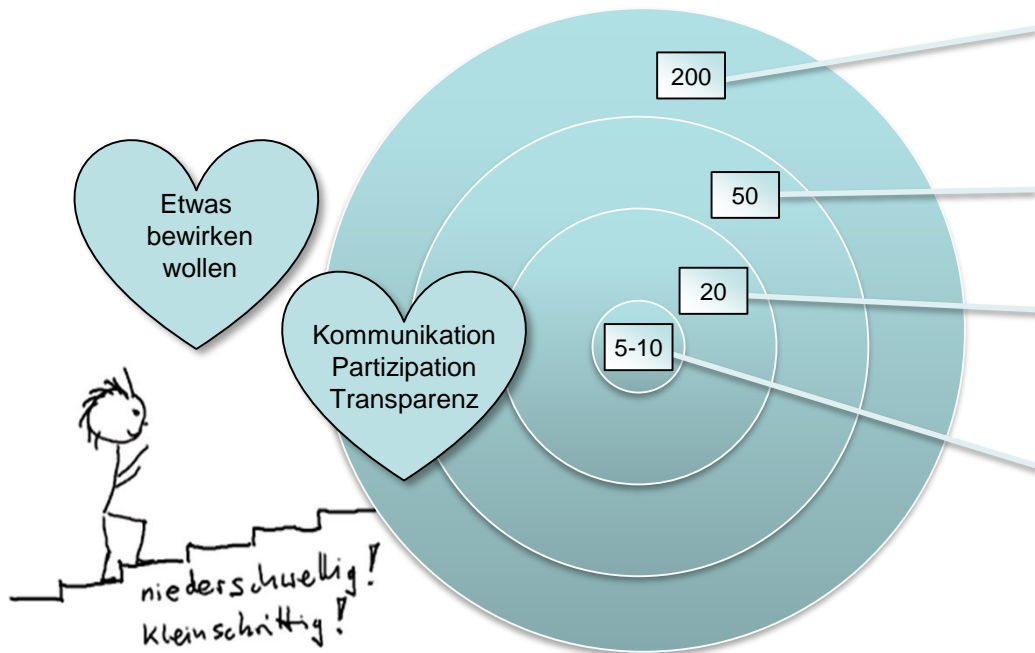 200
50
20
5-10
Etwas
bewirken
wollen
Kommunikation
Partizipation
Transparenz
niederschwellig!
kleinschrittig!